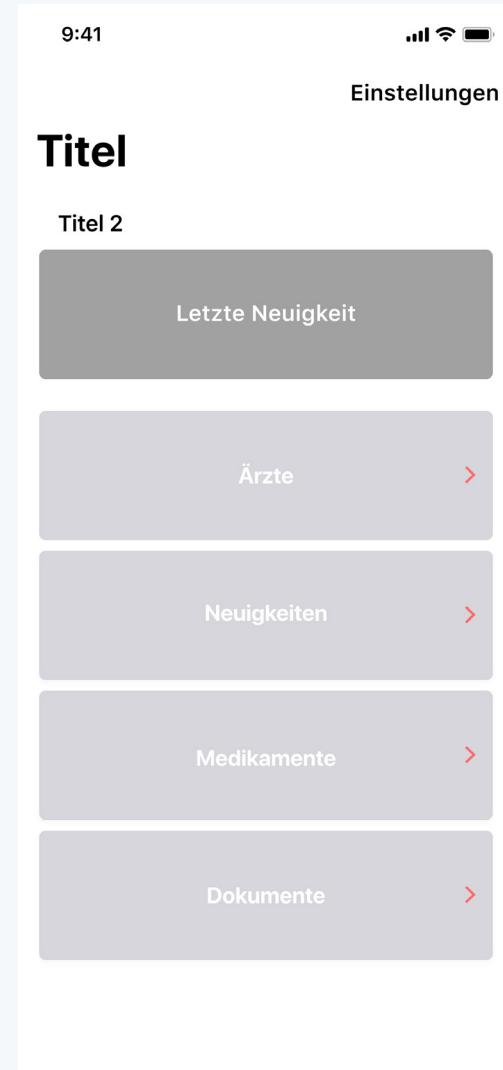 9:41
Einstellungen
Titel
Titel 2
Letzte Neuigkeit
Ärzte
Neuigkeiten
Medikamente
Dokumente